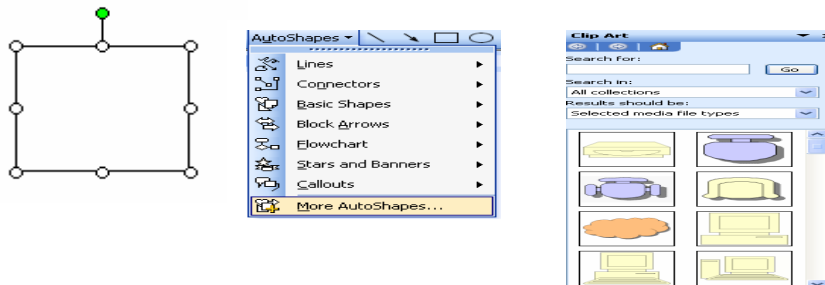 AutoShapes
Lines
Connectors
Basic Shapes
Block Arrows
Flowchart
Stars and Banners
Callouts
More AutoShapes...
Clip Art
Search for:
Go
Search in:
All collections
Results should be:
Selected media file types